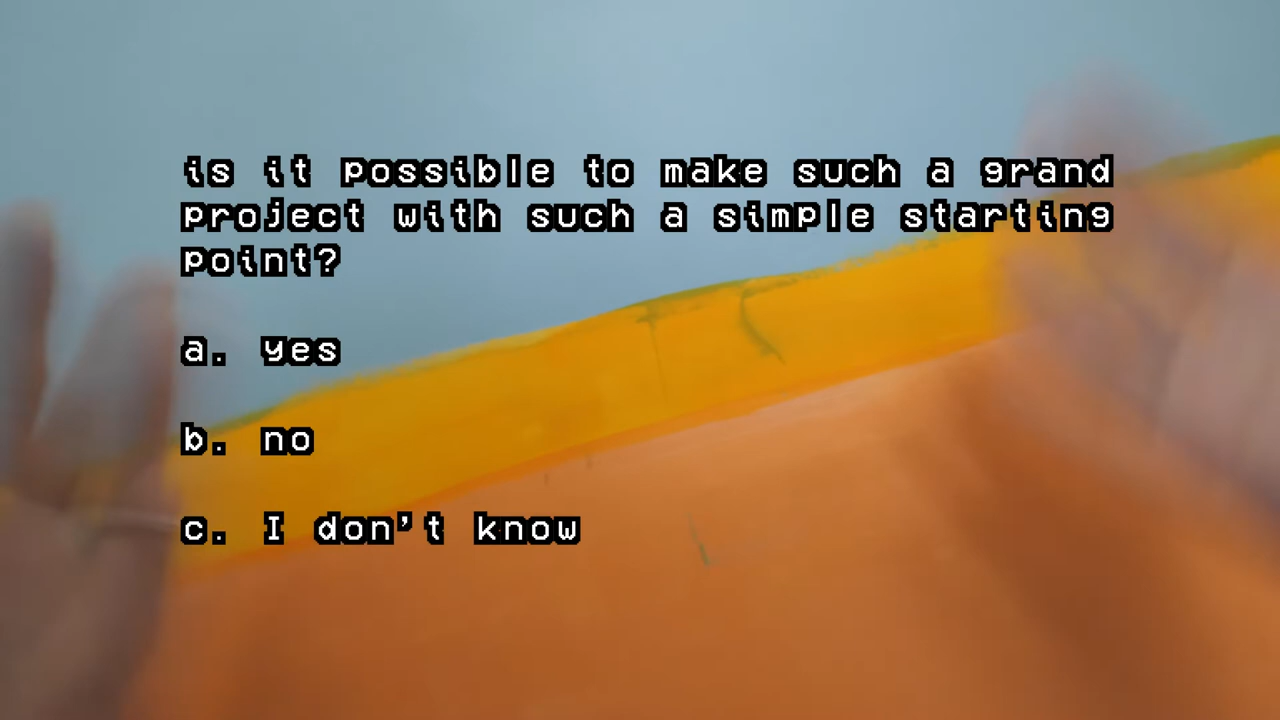 is it possible to make such a grand
project with such a simple starting
point?
a. yes
b. no
c. I don't know